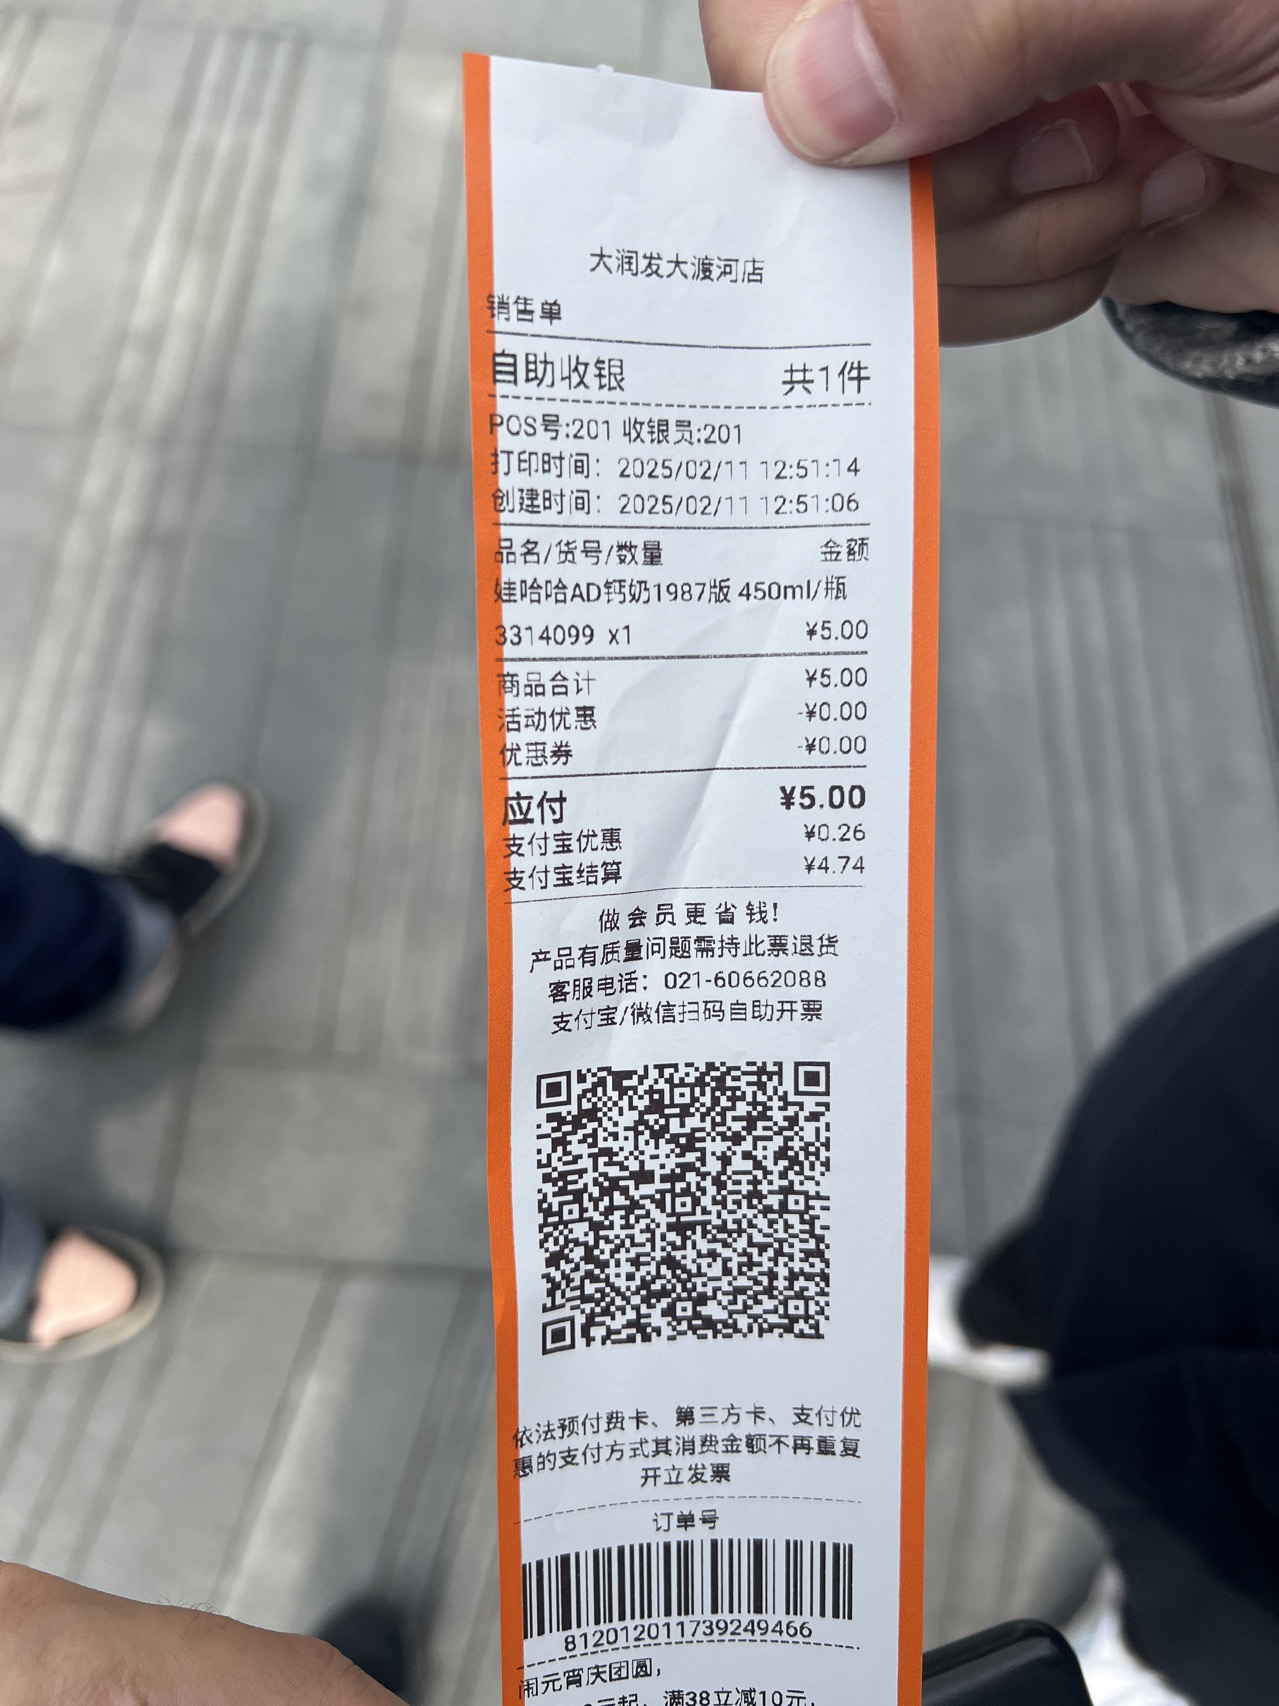 大润发大渡河店
销售单
自助收银 共1件
POS号:201 收银员:201
打印时间：2025/02/11 12:51:14
创建时间：2025/02/11 12:51:06
品名/货号/数量 金额
娃哈哈AD钙奶1987版 450ml/瓶
3314099 x1 ¥5.00
商品合计 ¥5.00
活动优惠 -¥0.00
优惠券 -¥0.00
应付 ¥5.00
支付宝优惠 ¥0.26
支付宝结算 ¥4.74
做会员更省钱!
产品有质量问题需持此票退货
客服电话：021-60662088
支付宝/微信扫码自助开票
依法预付费卡、第三方卡、支付优
惠的支付方式其消费金额不再重复
开立发票
订单号
812012011739249466
闹元宵庆团圆，
元起、满38立减10元，